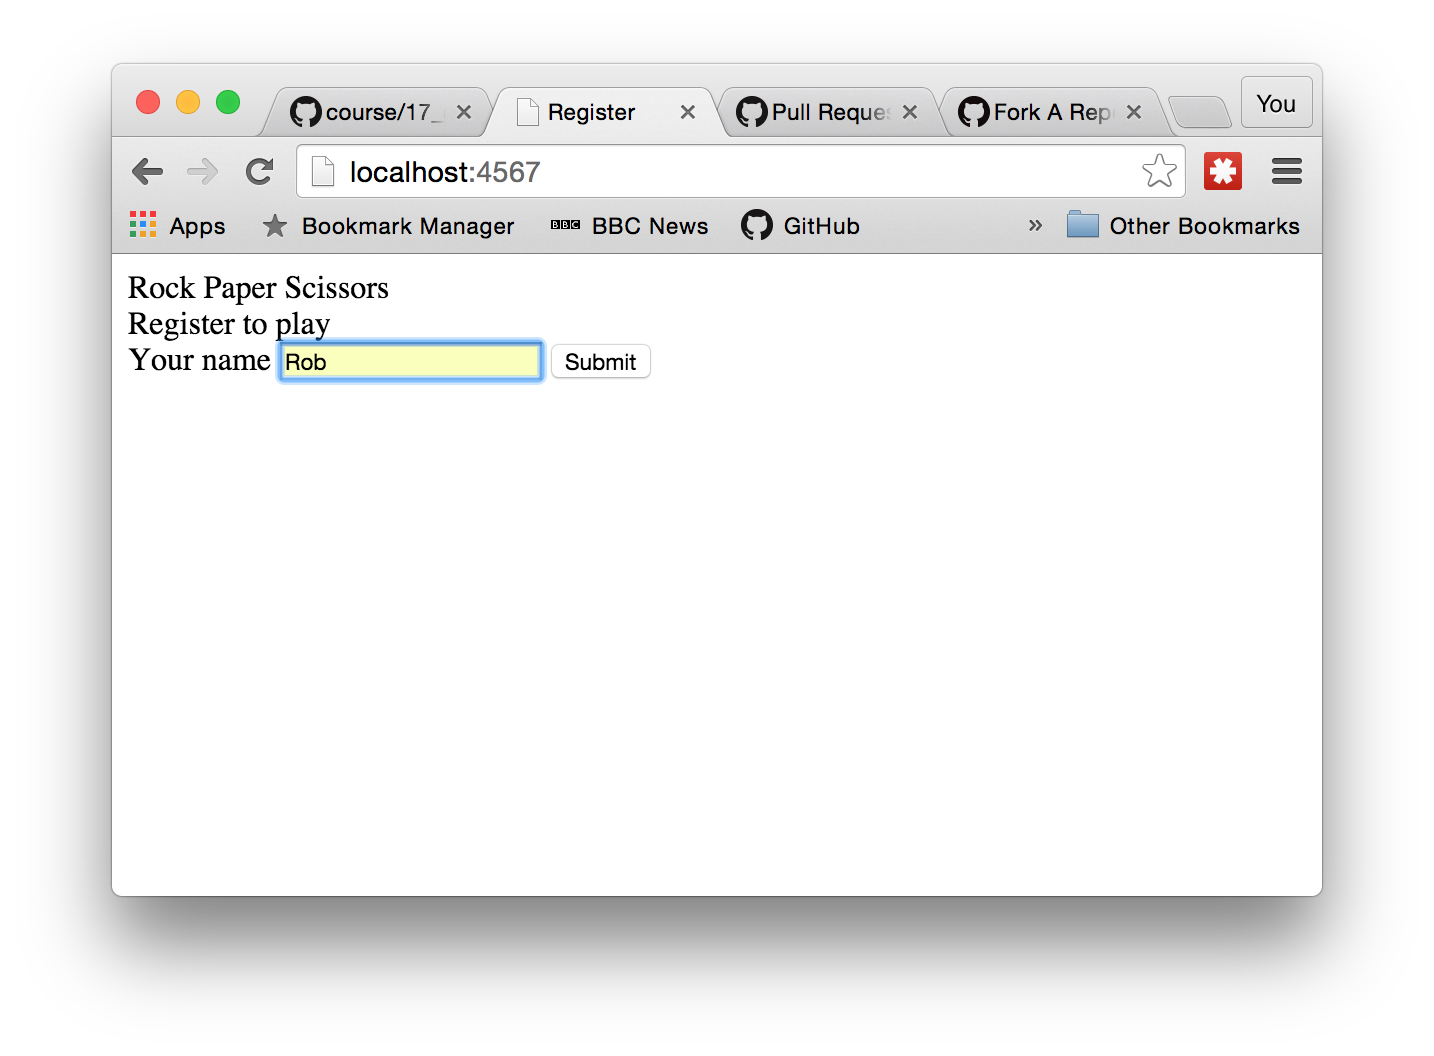 course/17_
Register
Pull Reques
Fork A Rep
You
localhost:4567
Apps
Bookmark Manager
BBC
BBC News
GitHub
»
Other Bookmarks
Rock Paper Scissors
Register to play
Your name
Rob
Submit